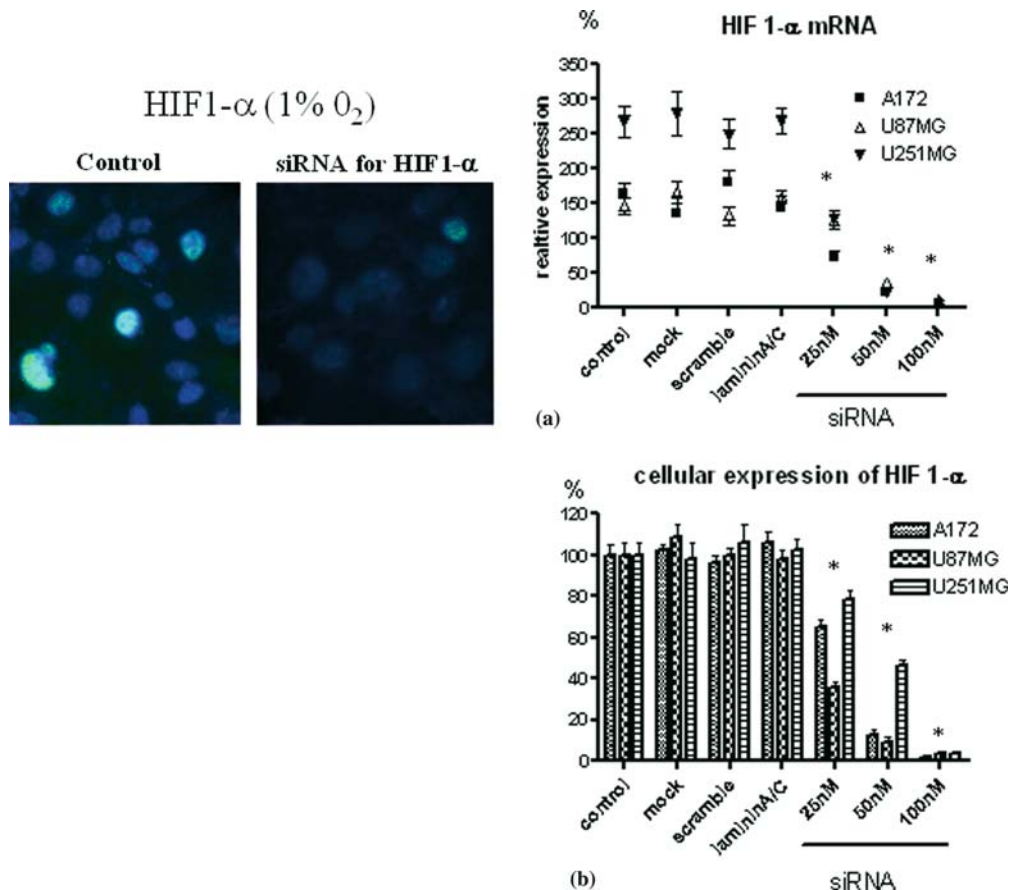 HIF1-α (1% 0₂)
Control
siRNA for HIF1-α
%
HIF 1-α mRNA
realtive expression
350
300
250
200
150
100
50
0
A172
U87MG
U251MG
*
*
*
control
mock
scramble
laminA/C
25nM
50nM
100nM
siRNA
(a)
%
cellular expression of HIF 1-α
120
100
80
60
40
20
0
A172
U87MG
U251MG
*
*
*
control
mock
scramble
laminA/C
25nM
50nM
100nM
siRNA
(b)